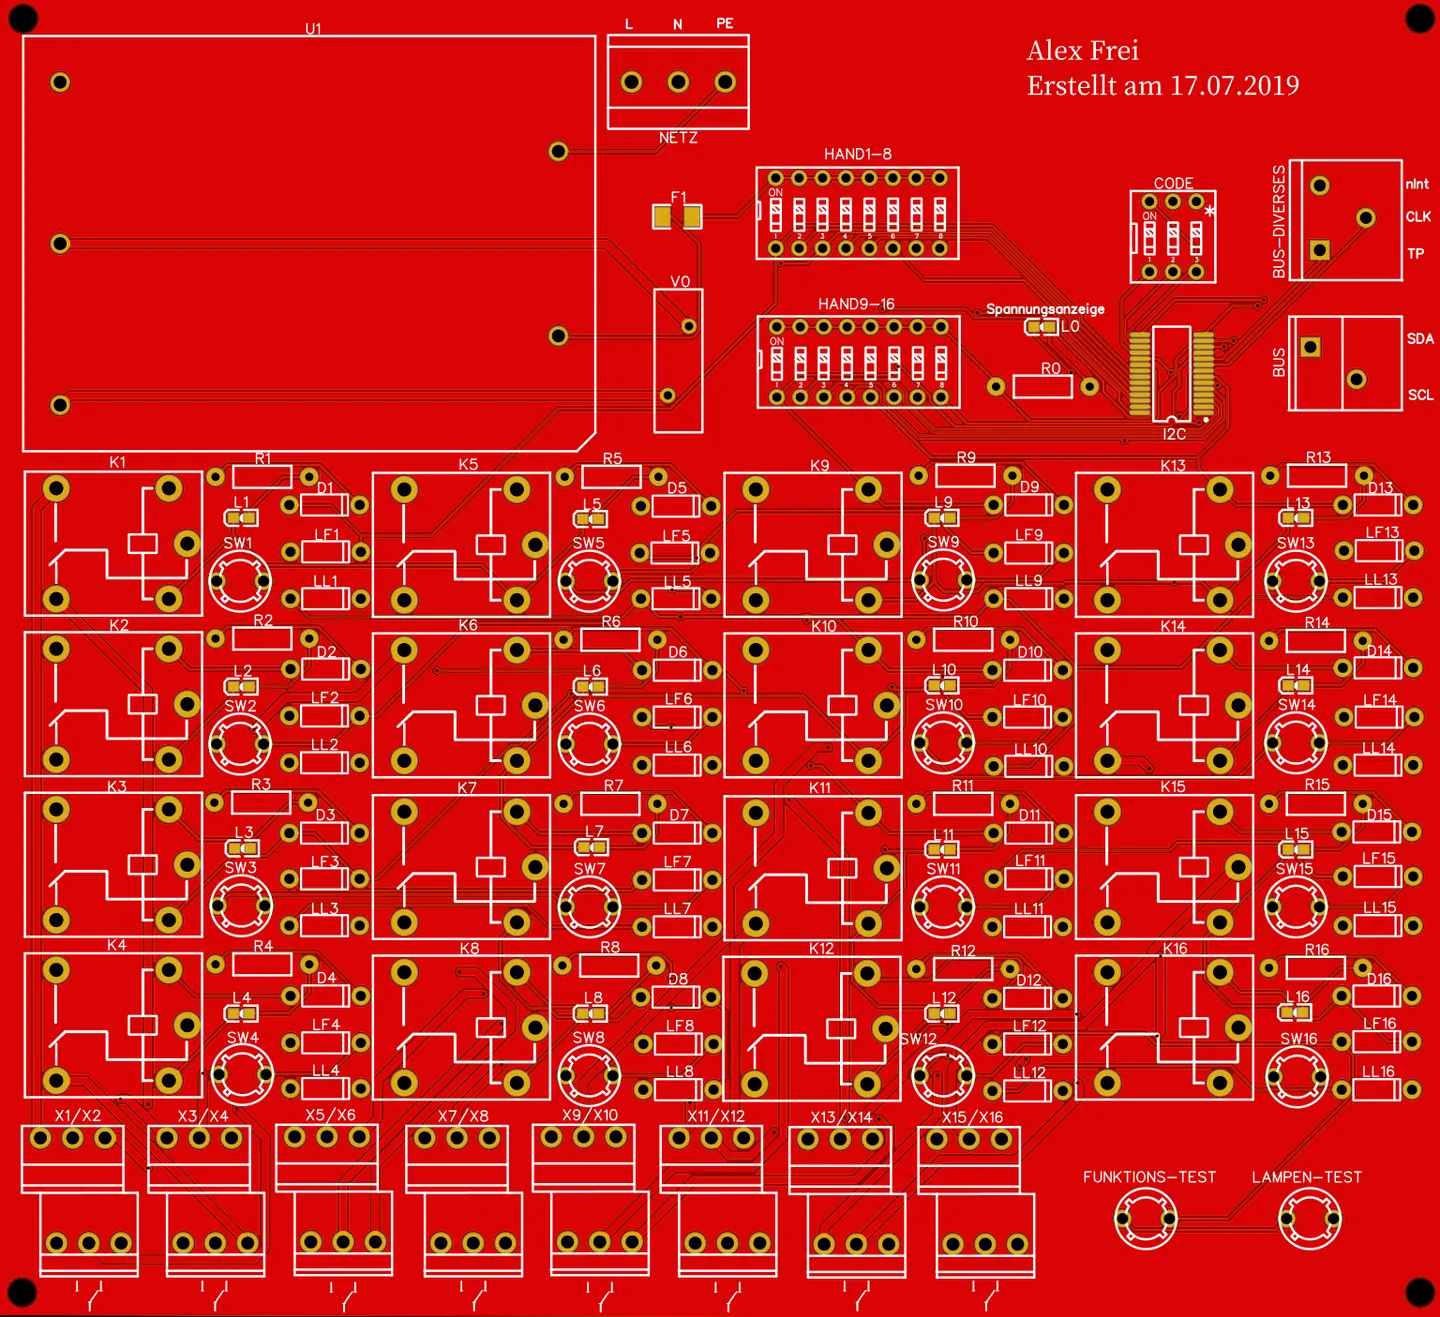 U1
L N PE
NETZ
Alex Frei
Erstellt am 17.07.2019
HAND1-8
ON
1 2 3 4 5 6 7 8
F1
V0
CODE
ON
*
1 2 3
BUS-DIVERSES
nInt
CLK
TP
HAND9-16
ON
1 2 3 4 5 6 7 8
Spannungsanzeige
L0
R0
I2C
BUS
SDA
SCL
K1 R1 K5 R5 K9 R9 K13 R13
L1 D1 L5 D5 L9 D9 L13 D13
SW1 LF1 SW5 LF5 SW9 LF9 SW13 LF13
LL1 LL5 LL9 LL13
K2 R2 K6 R6 K10 R10 K14 R14
L2 D2 L6 D6 L10 D10 L14 D14
SW2 LF2 SW6 LF6 SW10 LF10 SW14 LF14
LL2 LL6 LL10 LL14
K3 R3 K7 R7 K11 R11 K15 R15
L3 D3 L7 D7 L11 D11 L15 D15
SW3 LF3 SW7 LF7 SW11 LF11 SW15 LF15
LL3 LL7 LL11 LL15
K4 R4 K8 R8 K12 R12 K16 R16
L4 D4 L8 D8 L12 D12 L16 D16
SW4 LF4 SW8 LF8 SW12 LF12 SW16 LF16
LL4 LL8 LL12 LL16
X1/X2 X3/X4 X5/X6 X7/X8 X9/X10 X11/X12 X13/X14 X15/X16
FUNKTIONS-TEST LAMPEN-TEST